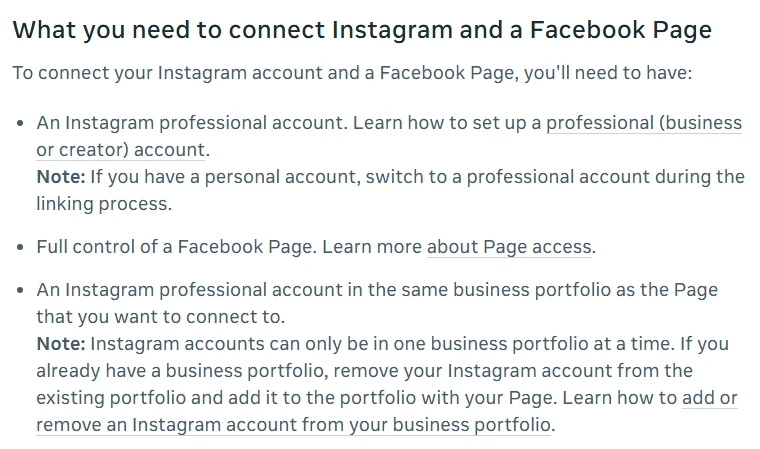 What you need to connect Instagram and a Facebook Page
To connect your Instagram account and a Facebook Page, you'll need to have:
• An Instagram professional account. Learn how to set up a professional (business
or creator) account.
Note: If you have a personal account, switch to a professional account during the
linking process.
• Full control of a Facebook Page. Learn more about Page access.
• An Instagram professional account in the same business portfolio as the Page
that you want to connect to.
Note: Instagram accounts can only be in one business portfolio at a time. If you
already have a business portfolio, remove your Instagram account from the
existing portfolio and add it to the portfolio with your Page. Learn how to add or
remove an Instagram account from your business portfolio.